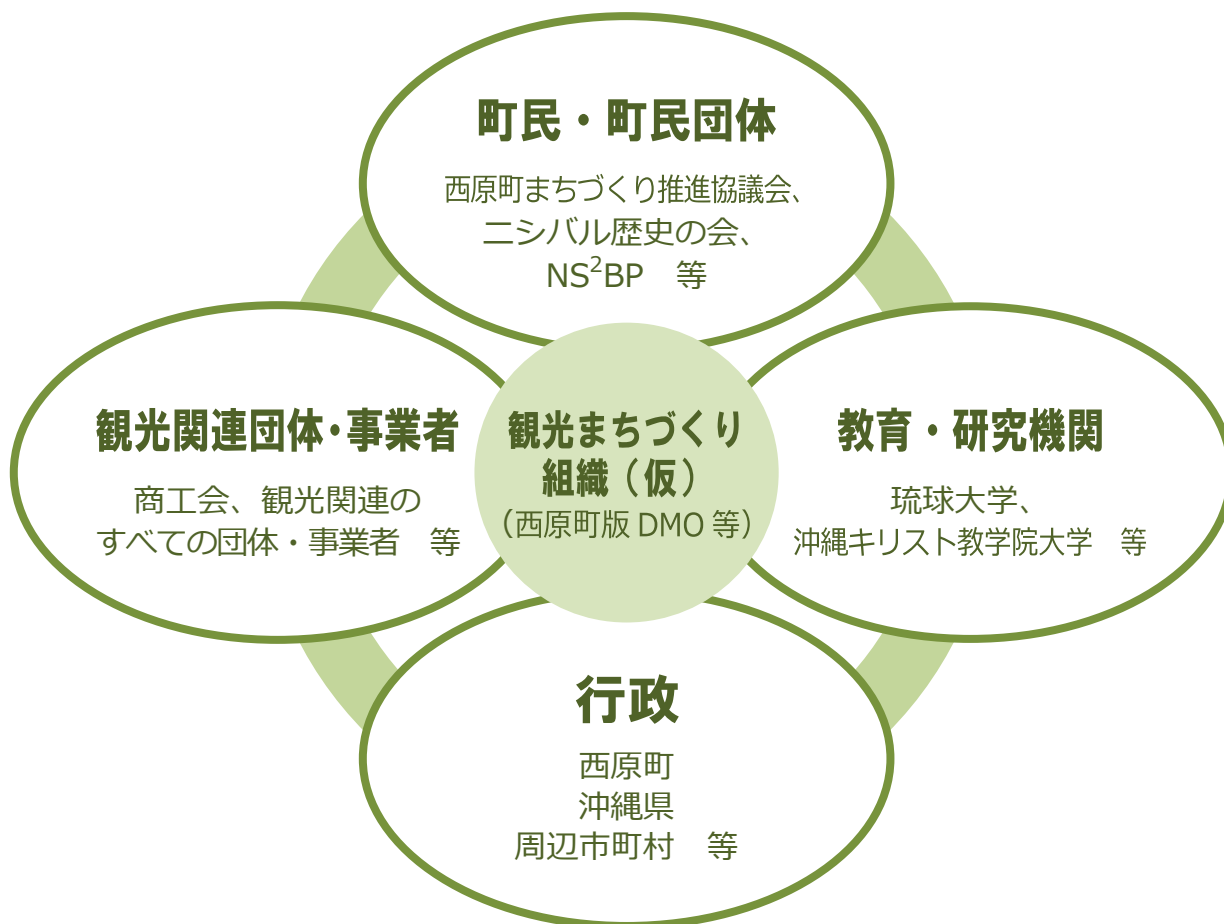 町民・町民団体
西原町まちづくり推進協議会、
ニシバル歴史の会、
NS²BP　等
観光関連団体・事業者
商工会、観光関連の
すべての団体・事業者　等
観光まちづくり
組織（仮）
（西原町版 DMO 等）
教育・研究機関
琉球大学、
沖縄キリスト教学院大学　等
行政
西原町
沖縄県
周辺市町村　等